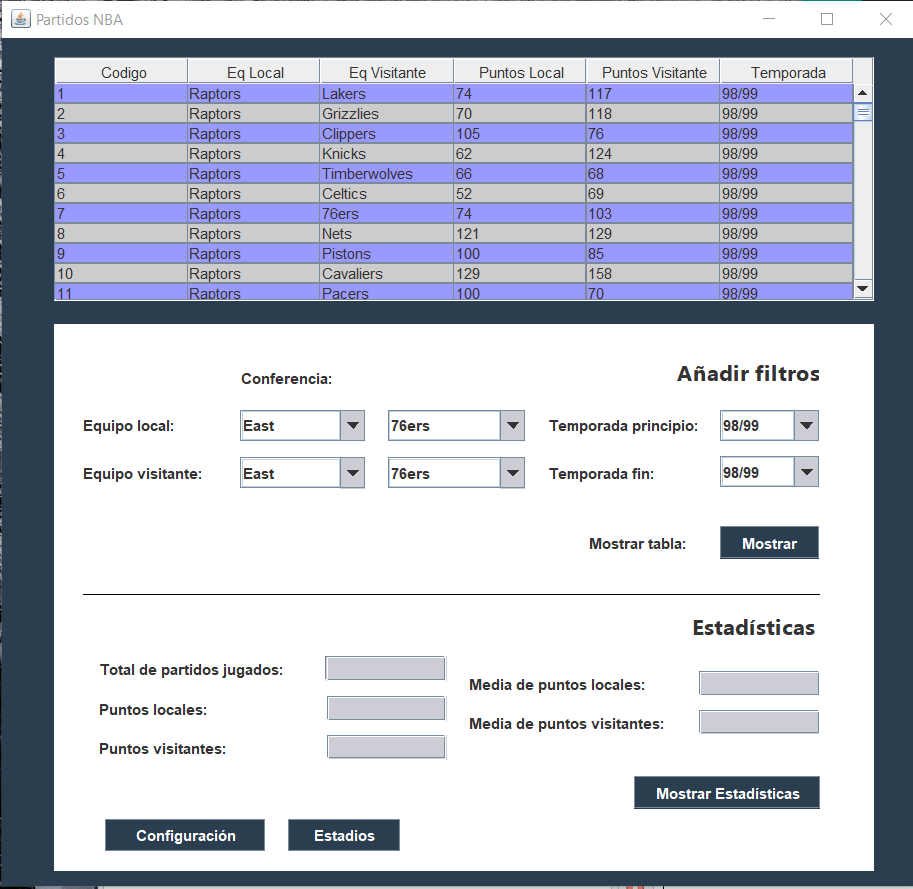 Partidos NBA
Codigo Eq Local Eq Visitante Puntos Local Puntos Visitante Temporada
1 Raptors Lakers 74 117 98/99
2 Raptors Grizzlies 70 118 98/99
3 Raptors Clippers 105 76 98/99
4 Raptors Knicks 62 124 98/99
5 Raptors Timberwolves 66 68 98/99
6 Raptors Celtics 52 69 98/99
7 Raptors 76ers 74 103 98/99
8 Raptors Nets 121 129 98/99
9 Raptors Pistons 100 85 98/99
10 Raptors Cavaliers 129 158 98/99
11 Raptors Pacers 100 70 98/99
Conferencia: Añadir filtros
Equipo local: East 76ers Temporada principio: 98/99
Equipo visitante: East 76ers Temporada fin: 98/99
Mostrar tabla: Mostrar
Estadísticas
Total de partidos jugados:
Media de puntos locales:
Puntos locales:
Media de puntos visitantes:
Puntos visitantes:
Mostrar Estadísticas
Configuración Estadios